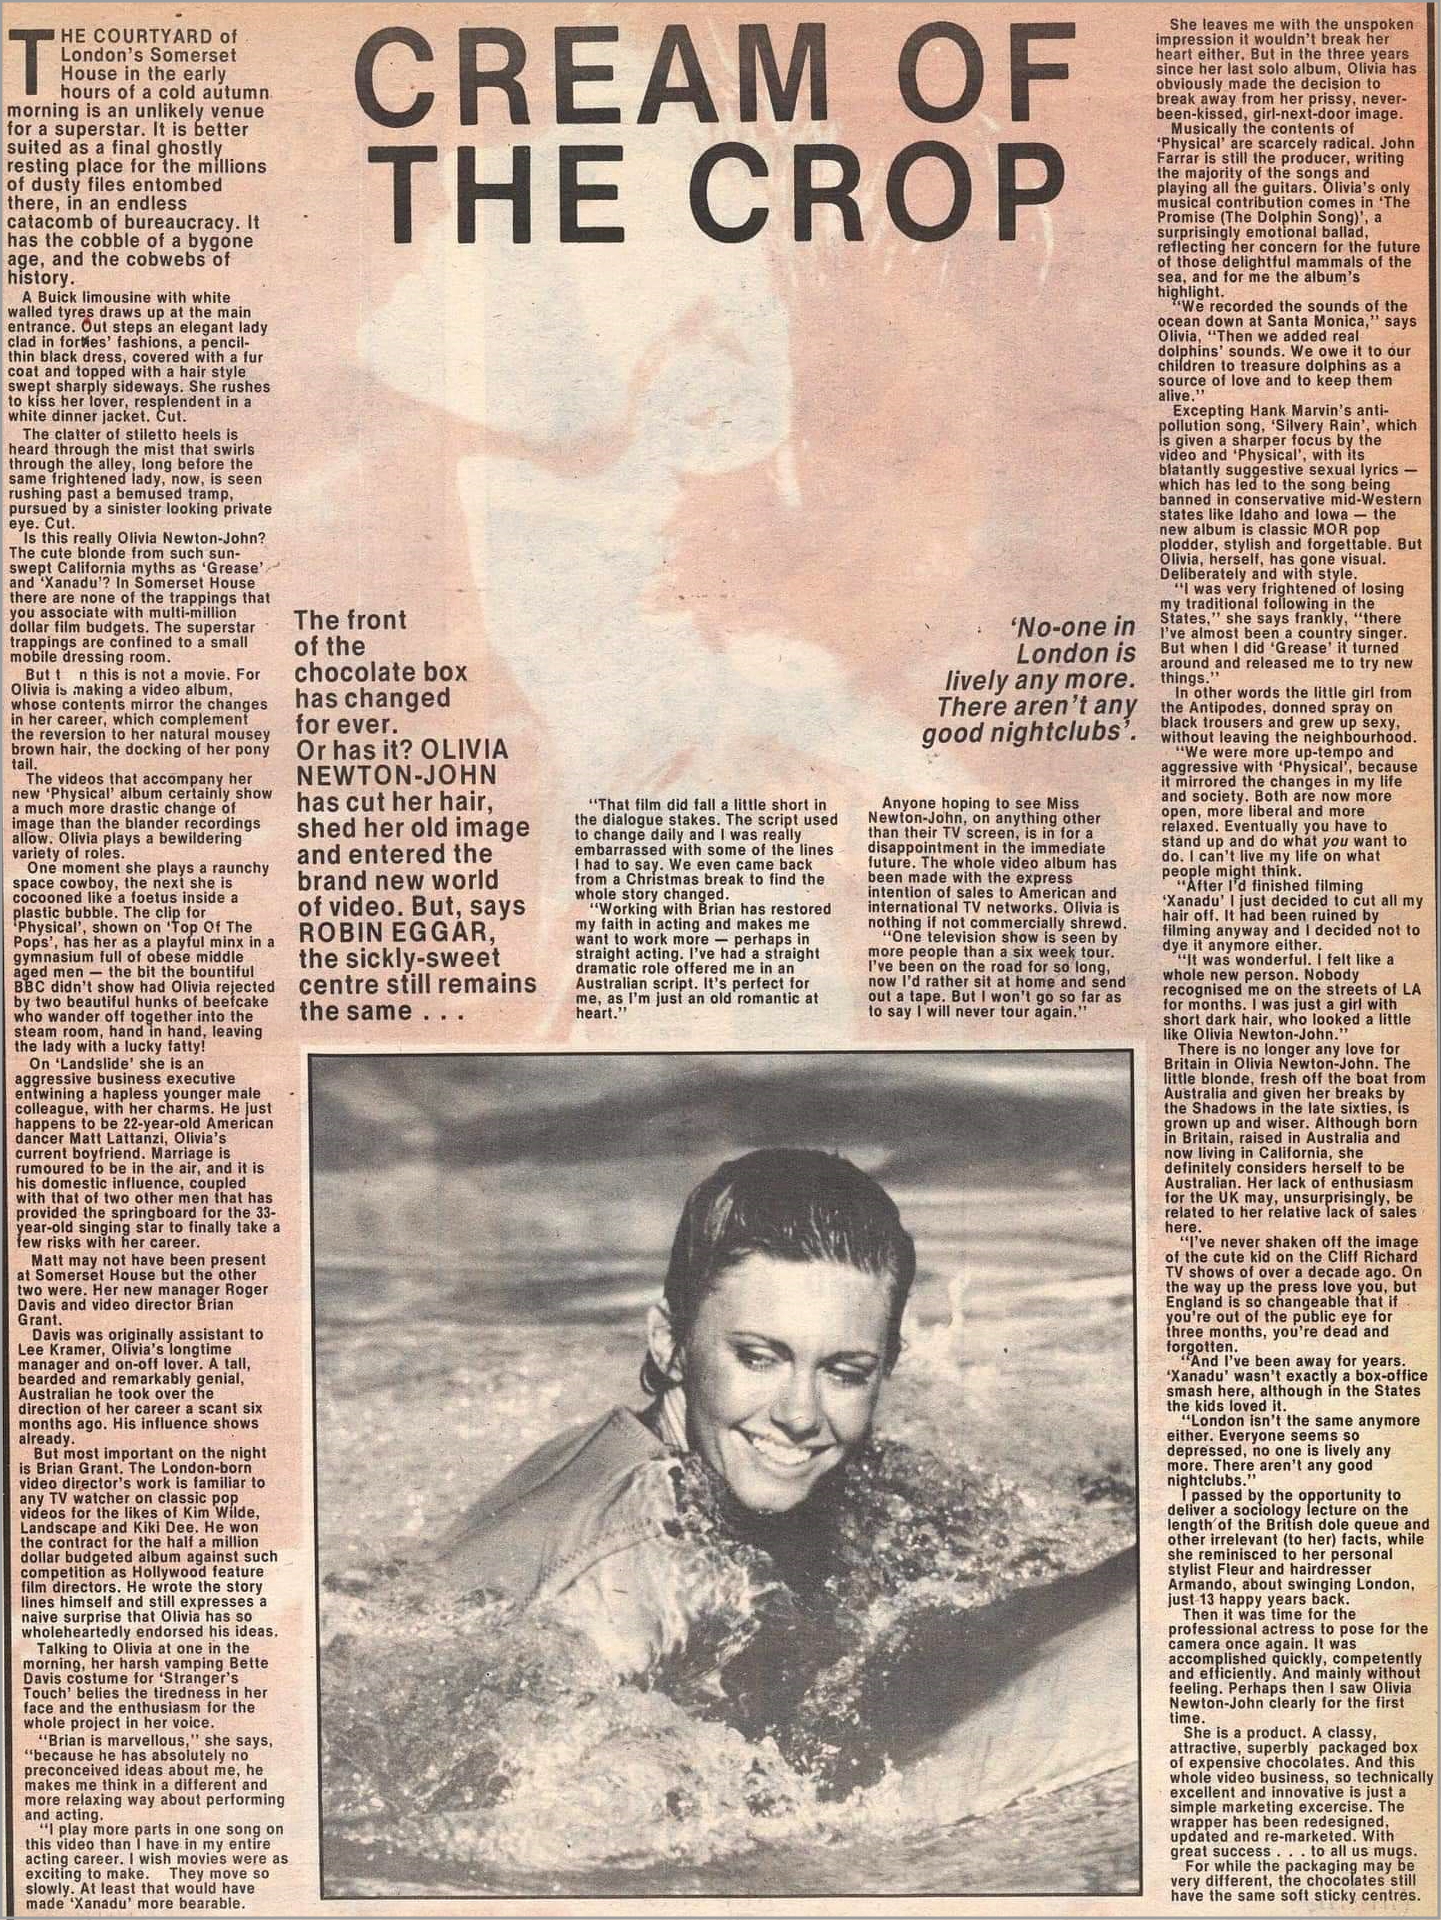 CREAM OF
THE CROP
THE COURTYARD of
London's Somerset
House in the early
hours of a cold autumn
morning is an unlikely venue
for a superstar. It is better
suited as a final ghostly
resting place for the millions
of dusty files entombed
there, in an endless
catacomb of bureaucracy. It
has the cobble of a bygone
age, and the cobwebs of
history.
A Buick limousine with white
walled tyres draws up at the main
entrance. Out steps an elegant lady
clad in forties' fashions, a pencil-
thin black dress, covered with a fur
coat and topped with a hair style
swept sharply sideways. She rushes
to kiss her lover, resplendent in a
white dinner jacket. Cut.
The clatter of stiletto heels is
heard through the mist that swirls
through the alley, long before the
same frightened lady, now, is seen
rushing past a bemused tramp,
pursued by a sinister looking private
eye. Cut.
Is this really Olivia Newton-John?
The cute blonde from such sun-
swept California myths as 'Grease'
and 'Xanadu'? In Somerset House
there are none of the trappings that
you associate with multi-million
dollar film budgets. The superstar
trappings are confined to a small
mobile dressing room.
But t n this is not a movie. For
Olivia is making a video album,
whose contents mirror the changes
in her career, which complement
the reversion to her natural mousey
brown hair, the docking of her pony
tail.
The videos that accompany her
new 'Physical' album certainly show
a much more drastic change of
image than the blander recordings
allow. Olivia plays a bewildering
variety of roles.
One moment she plays a raunchy
space cowboy, the next she is
cocooned like a foetus inside a
plastic bubble. The clip for
'Physical', shown on 'Top Of The
Pops', has her as a playful minx in a
gymnasium full of obese middle
aged men — the bit the bountiful
BBC didn't show had Olivia rejected
by two beautiful hunks of beefcake
who wander off together into the
steam room, hand in hand, leaving
the lady with a lucky fatty!
On 'Landslide' she is an
aggressive business executive
entwining a hapless younger male
colleague, with her charms. He just
happens to be 22-year-old American
dancer Matt Lattanzi, Olivia's
current boyfriend. Marriage is
rumoured to be in the air, and it is
his domestic influence, coupled
with that of two other men that has
provided the springboard for the 33-
year-old singing star to finally take a
few risks with her career.
Matt may not have been present
at Somerset House but the other
two were. Her new manager Roger
Davis and video director Brian
Grant.
Davis was originally assistant to
Lee Kramer, Olivia's longtime
manager and on-off lover. A tall,
bearded and remarkably genial,
Australian he took over the
direction of her career a scant six
months ago. His influence shows
already.
But most important on the night
is Brian Grant. The London-born
video director's work is familiar to
any TV watcher on classic pop
videos for the likes of Kim Wilde,
Landscape and Kiki Dee. He won
the contract for the half a million
dollar budgeted album against such
competition as Hollywood feature
film directors. He wrote the story
lines himself and still expresses a
naive surprise that Olivia has so
wholeheartedly endorsed his ideas.
Talking to Olivia at one in the
morning, her harsh vamping Bette
Davis costume for 'Stranger's
Touch' belies the tiredness in her
face and the enthusiasm for the
whole project in her voice.
"Brian is marvellous," she says,
"because he has absolutely no
preconceived ideas about me, he
makes me think in a different and
more relaxing way about performing
and acting.
"I play more parts in one song on
this video than I have in my entire
acting career. I wish movies were as
exciting to make. They move so
slowly. At least that would have
made 'Xanadu' more bearable.
The front
of the
chocolate box
has changed
for ever.
Or has it? OLIVIA
NEWTON-JOHN
has cut her hair,
shed her old image
and entered the
brand new world
of video. But, says
ROBIN EGGAR,
the sickly-sweet
centre still remains
the same . . .
"That film did fall a little short in
the dialogue stakes. The script used
to change daily and I was really
embarrassed with some of the lines
I had to say. We even came back
from a Christmas break to find the
whole story changed.
"Working with Brian has restored
my faith in acting and makes me
want to work more — perhaps in
straight acting. I've had a straight
dramatic role offered me in an
Australian script. It's perfect for
me, as I'm just an old romantic at
heart."
'No-one in
London is
lively any more.
There aren't any
good nightclubs'.
Anyone hoping to see Miss
Newton-John, on anything other
than their TV screen, is in for a
disappointment in the immediate
future. The whole video album has
been made with the express
intention of sales to American and
international TV networks. Olivia is
nothing if not commercially shrewd.
"One television show is seen by
more people than a six week tour.
I've been on the road for so long,
now I'd rather sit at home and send
out a tape. But I won't go so far as
to say I will never tour again."
She leaves me with the unspoken
impression it wouldn't break her
heart either. But in the three years
since her last solo album, Olivia has
obviously made the decision to
break away from her prissy, never-
been-kissed, girl-next-door image.
Musically the contents of
'Physical' are scarcely radical. John
Farrar is still the producer, writing
the majority of the songs and
playing all the guitars. Olivia's only
musical contribution comes in 'The
Promise (The Dolphin Song)', a
surprisingly emotional ballad,
reflecting her concern for the future
of those delightful mammals of the
sea, and for me the album's
highlight.
"We recorded the sounds of the
ocean down at Santa Monica," says
Olivia, "Then we added real
dolphins' sounds. We owe it to our
children to treasure dolphins as a
source of love and to keep them
alive."
Excepting Hank Marvin's anti-
pollution song, 'Silvery Rain', which
is given a sharper focus by the
video and 'Physical', with its
blatantly suggestive sexual lyrics —
which has led to the song being
banned in conservative mid-Western
states like Idaho and Iowa — the
new album is classic MOR pop
plodder, stylish and forgettable. But
Olivia, herself, has gone visual.
Deliberately and with style.
"I was very frightened of losing
my traditional following in the
States," she says frankly, "there
I've almost been a country singer.
But when I did 'Grease' it turned
around and released me to try new
things."
In other words the little girl from
the Antipodes, donned spray on
black trousers and grew up sexy,
without leaving the neighbourhood.
"We were more up-tempo and
aggressive with 'Physical', because
it mirrored the changes in my life
and society. Both are now more
open, more liberal and more
relaxed. Eventually you have to
stand up and do what you want to
do. I can't live my life on what
people might think.
"After I'd finished filming
'Xanadu' I just decided to cut all my
hair off. It had been ruined by
filming anyway and I decided not to
dye it anymore either.
"It was wonderful. I felt like a
whole new person. Nobody
recognised me on the streets of LA
for months. I was just a girl with
short dark hair, who looked a little
like Olivia Newton-John."
There is no longer any love for
Britain in Olivia Newton-John. The
little blonde, fresh off the boat from
Australia and given her breaks by
the Shadows in the late sixties, is
grown up and wiser. Although born
in Britain, raised in Australia and
now living in California, she
definitely considers herself to be
Australian. Her lack of enthusiasm
for the UK may, unsurprisingly, be
related to her relative lack of sales
here.
"I've never shaken off the image
of the cute kid on the Cliff Richard
TV shows of over a decade ago. On
the way up the press love you, but
England is so changeable that if
you're out of the public eye for
three months, you're dead and
forgotten.
"And I've been away for years.
'Xanadu' wasn't exactly a box-office
smash here, although in the States
the kids loved it.
"London isn't the same anymore
either. Everyone seems so
depressed, no one is lively any
more. There aren't any good
nightclubs."
I passed by the opportunity to
deliver a sociology lecture on the
length of the British dole queue and
other irrelevant (to her) facts, while
she reminisced to her personal
stylist Fleur and hairdresser
Armando, about swinging London,
just 13 happy years back.
Then it was time for the
professional actress to pose for the
camera once again. It was
accomplished quickly, competently
and efficiently. And mainly without
feeling. Perhaps then I saw Olivia
Newton-John clearly for the first
time.
She is a product. A classy,
attractive, superbly packaged box
of expensive chocolates. And this
whole video business, so technically
excellent and innovative is just a
simple marketing excercise. The
wrapper has been redesigned,
updated and re-marketed. With
great success . . . to all us mugs.
For while the packaging may be
very different, the chocolates still
have the same soft sticky centres.